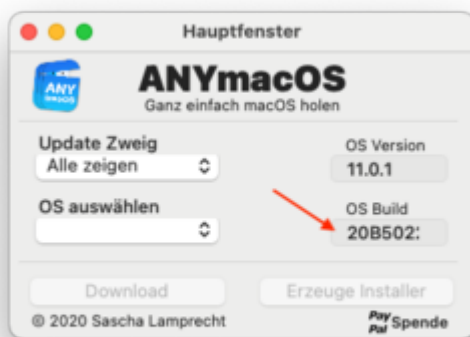 Hauptfenster
ANY
macOS
ANYmacOS
Ganz einfach macOS holen
Update Zweig
OS Version
Alle zeigen
11.0.1
OS auswählen
OS Build
20B502
Download
Erzeuge Installer
© 2020 Sascha Lamprecht
PayPal Spende